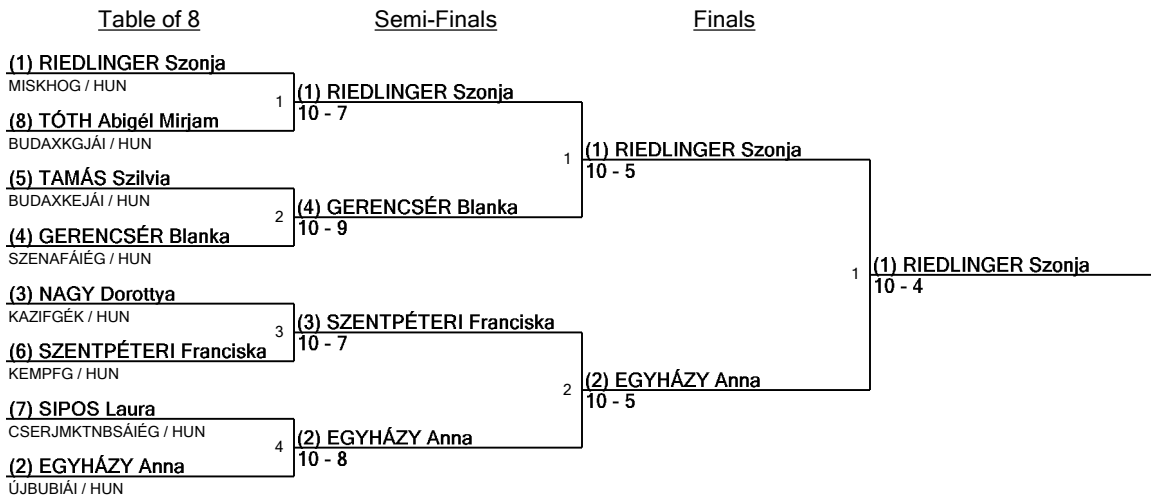 Table of 8
Semi-Finals
Finals
(1) RIEDLINGER Szonja
MISKHOG / HUN
(8) TÓTH Abigél Mirjam
BUDAXKGJÁI / HUN
(5) TAMÁS Szilvia
BUDAXKEJÁI / HUN
(4) GERENCSÉR Blanka
SZENAFÁIÉG / HUN
(3) NAGY Dorottya
KAZIFGÉK / HUN
(6) SZENTPÉTERI Franciska
KEMPFG / HUN
(7) SIPOS Laura
CSERJMKTNBSÁIÉG / HUN
(2) EGYHÁZY Anna
ÚJBUBIÁI / HUN
1
(1) RIEDLINGER Szonja
10 - 7
2
(4) GERENCSÉR Blanka
10 - 9
3
(3) SZENTPÉTERI Franciska
10 - 7
4
(2) EGYHÁZY Anna
10 - 8
1
(1) RIEDLINGER Szonja
10 - 5
2
(2) EGYHÁZY Anna
10 - 5
1
(1) RIEDLINGER Szonja
10 - 4